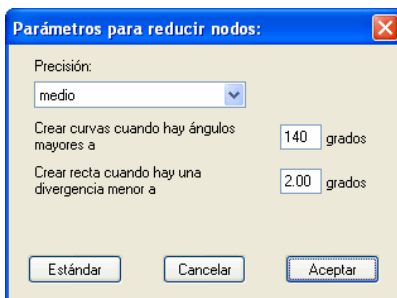 Parámetros para reducir nodos:
Precisión:
medio
Crear curvas cuando hay ángulos
mayores a
140 grados
Crear recta cuando hay una
divergencia menor a
2.00 grados
Estándar Cancelar Aceptar